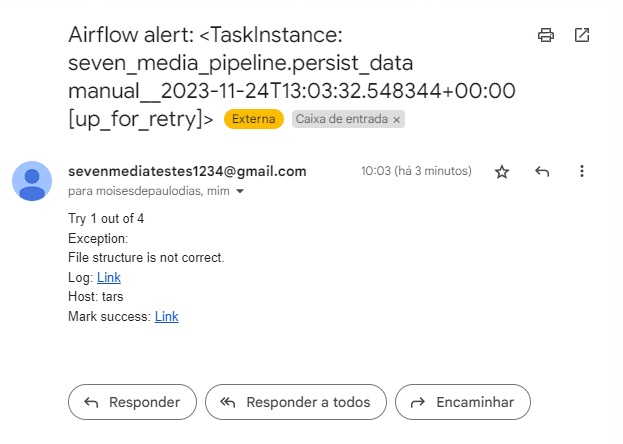 Airflow alert: <TaskInstance:
seven_media_pipeline.persist_data
manual__2023-11-24T13:03:32.548344+00:00
[up_for_retry]> Externa Caixa de entrada ×
sevenmediatestes1234@gmail.com 10:03 (há 3 minutos)
para moisesdepaulodias, mim
Try 1 out of 4
Exception:
File structure is not correct.
Log: Link
Host: tars
Mark success: Link
Responder Responder a todos Encaminhar